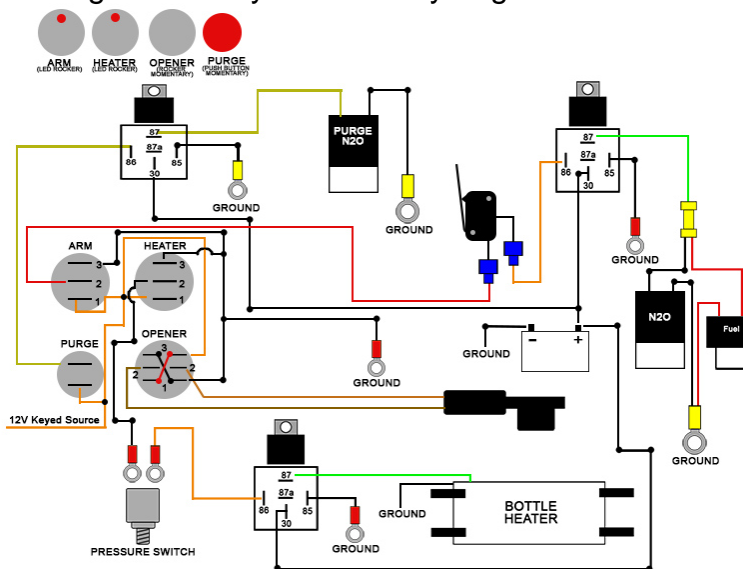 ARM
(LED ROCKER)
HEATER
(LED ROCKER)
OPENER
(ROCKER
MOMENTARY)
PURGE
(PUSH BUTTON
MOMENTARY)
87
87a
86
85
30
GROUND
PURGE
N2O
GROUND
87
87a
86
85
30
GROUND
ARM
3
2
1
HEATER
3
2
1
PURGE
OPENER
3
2
2
1
GROUND
12V Keyed Source
GROUND
-
+
N2O
Fuel
GROUND
PRESSURE SWITCH
87
87a
86
85
30
GROUND
GROUND
BOTTLE
HEATER